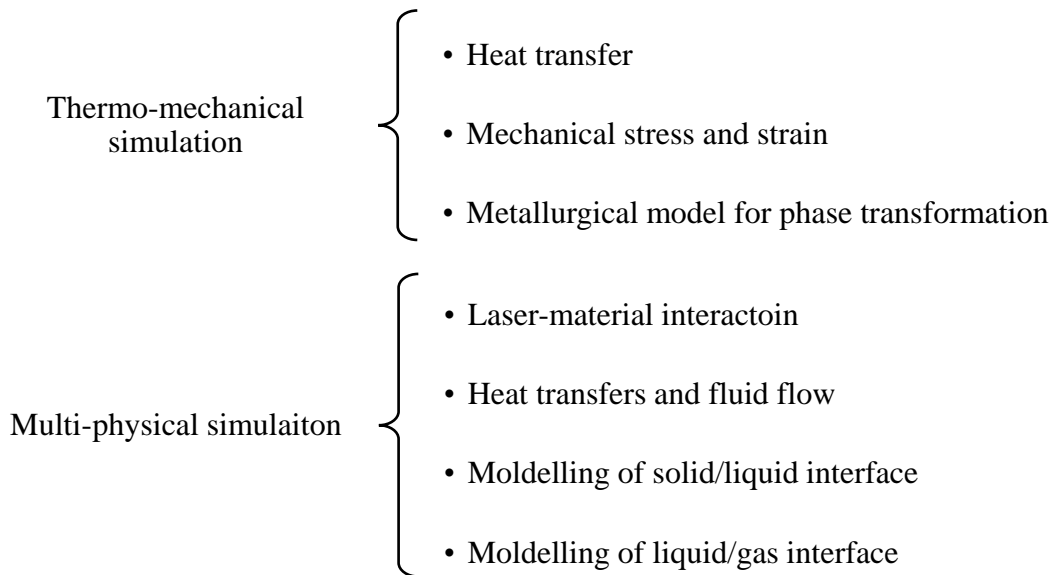 Thermo-mechanical
simulation
• Heat transfer
• Mechanical stress and strain
• Metallurgical model for phase transformation
Multi-physical simulaiton
• Laser-material interactoin
• Heat transfers and fluid flow
• Moldelling of solid/liquid interface
• Moldelling of liquid/gas interface